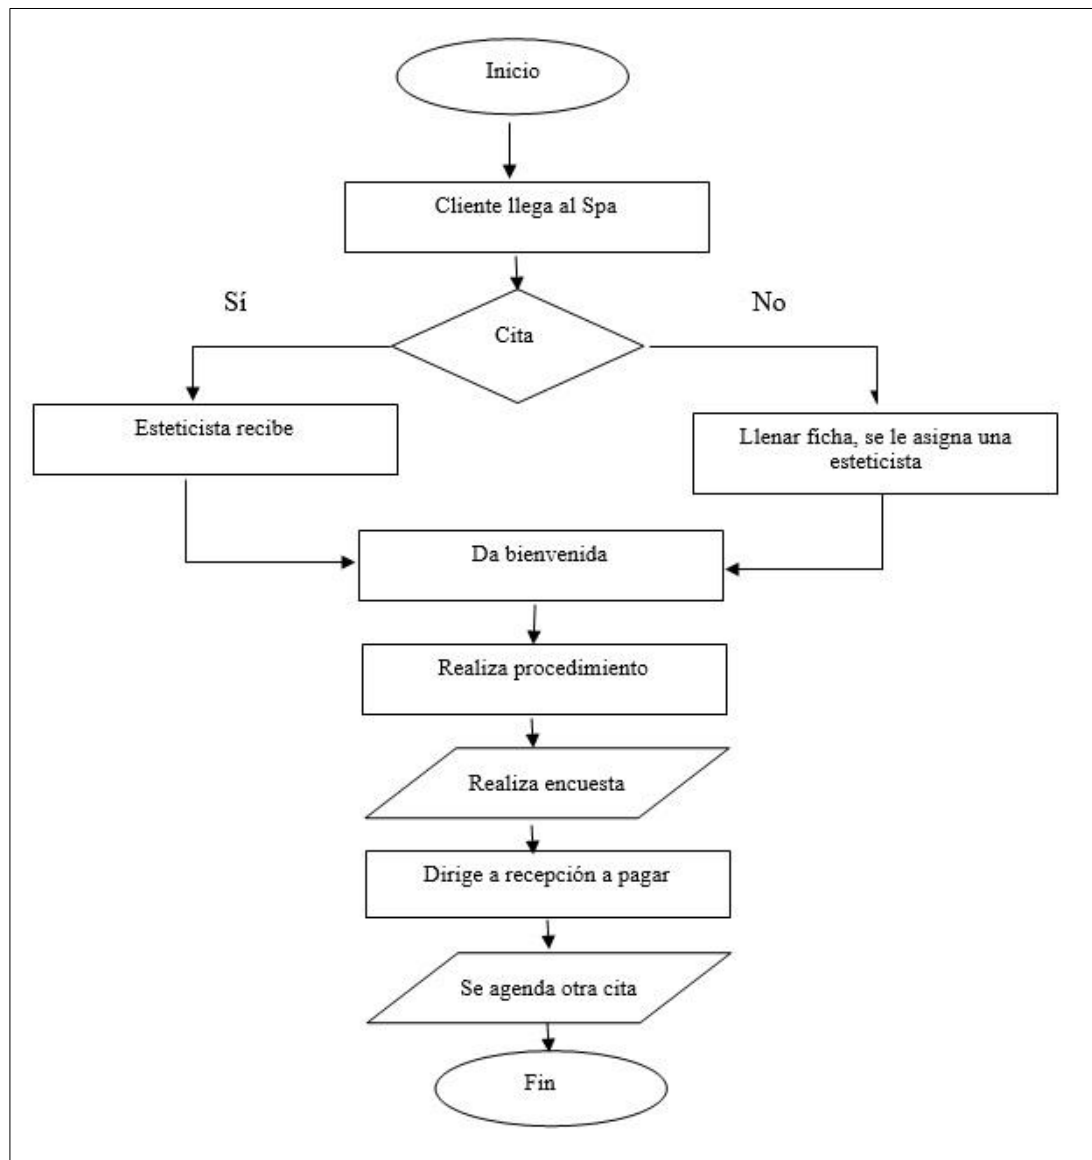 Inicio
Cliente llega al Spa
Sí
No
Cita
Esteticista recibe
Llenar ficha, se le asigna una
esteticista
Da bienvenida
Realiza procedimiento
Realiza encuesta
Dirige a recepción a pagar
Se agenda otra cita
Fin